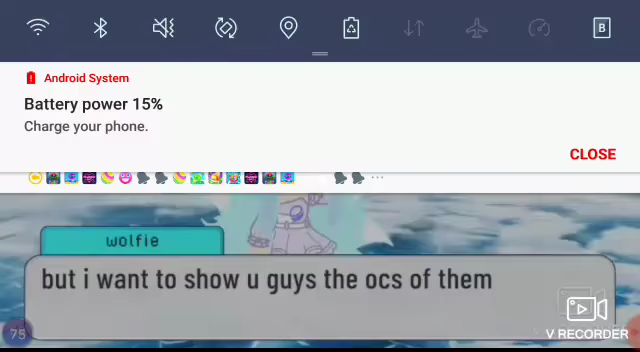 B
Android System
Battery power 15%
Charge your phone.
CLOSE
wolfie
but i want to show u guys the ocs of them
75
V RECORDER